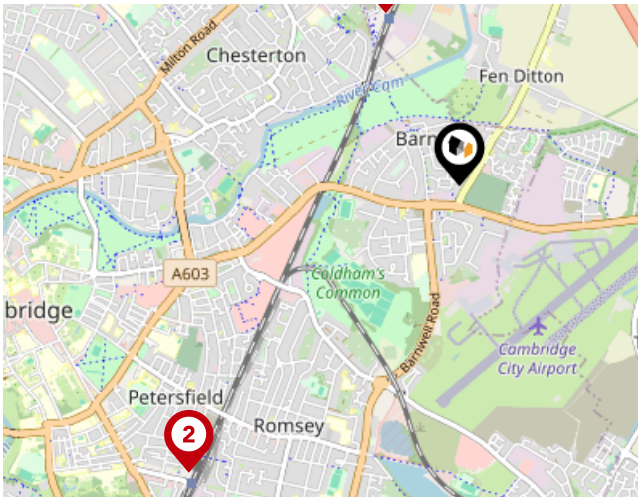 Milton Road
Chesterton
Fen Ditton
River Cam
Barn
A603
Coldham's
Common
bridge
Barnwell Road
Cambridge
City Airport
Petersfield
2
Romsey